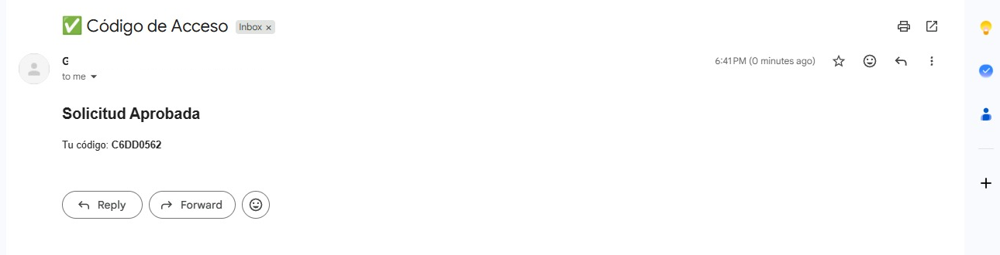 ✅ Código de Acceso Inbox ×
G
6:41 PM (0 minutes ago)
to me
Solicitud Aprobada
Tu código: C6DD0562
Reply Forward